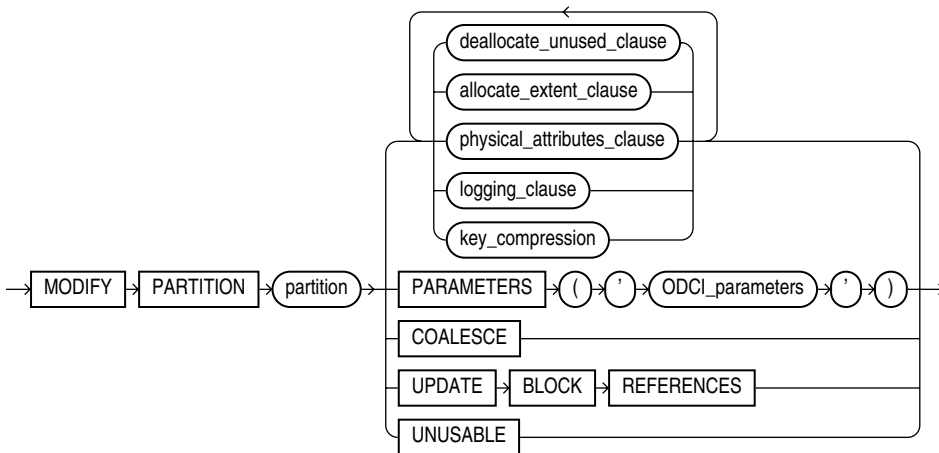 deallocate_unused_clause
allocate_extent_clause
physical_attributes_clause
logging_clause
key_compression
MODIFY PARTITION partition PARAMETERS ( ' ODCI_parameters ' )
COALESCE
UPDATE BLOCK REFERENCES
UNUSABLE